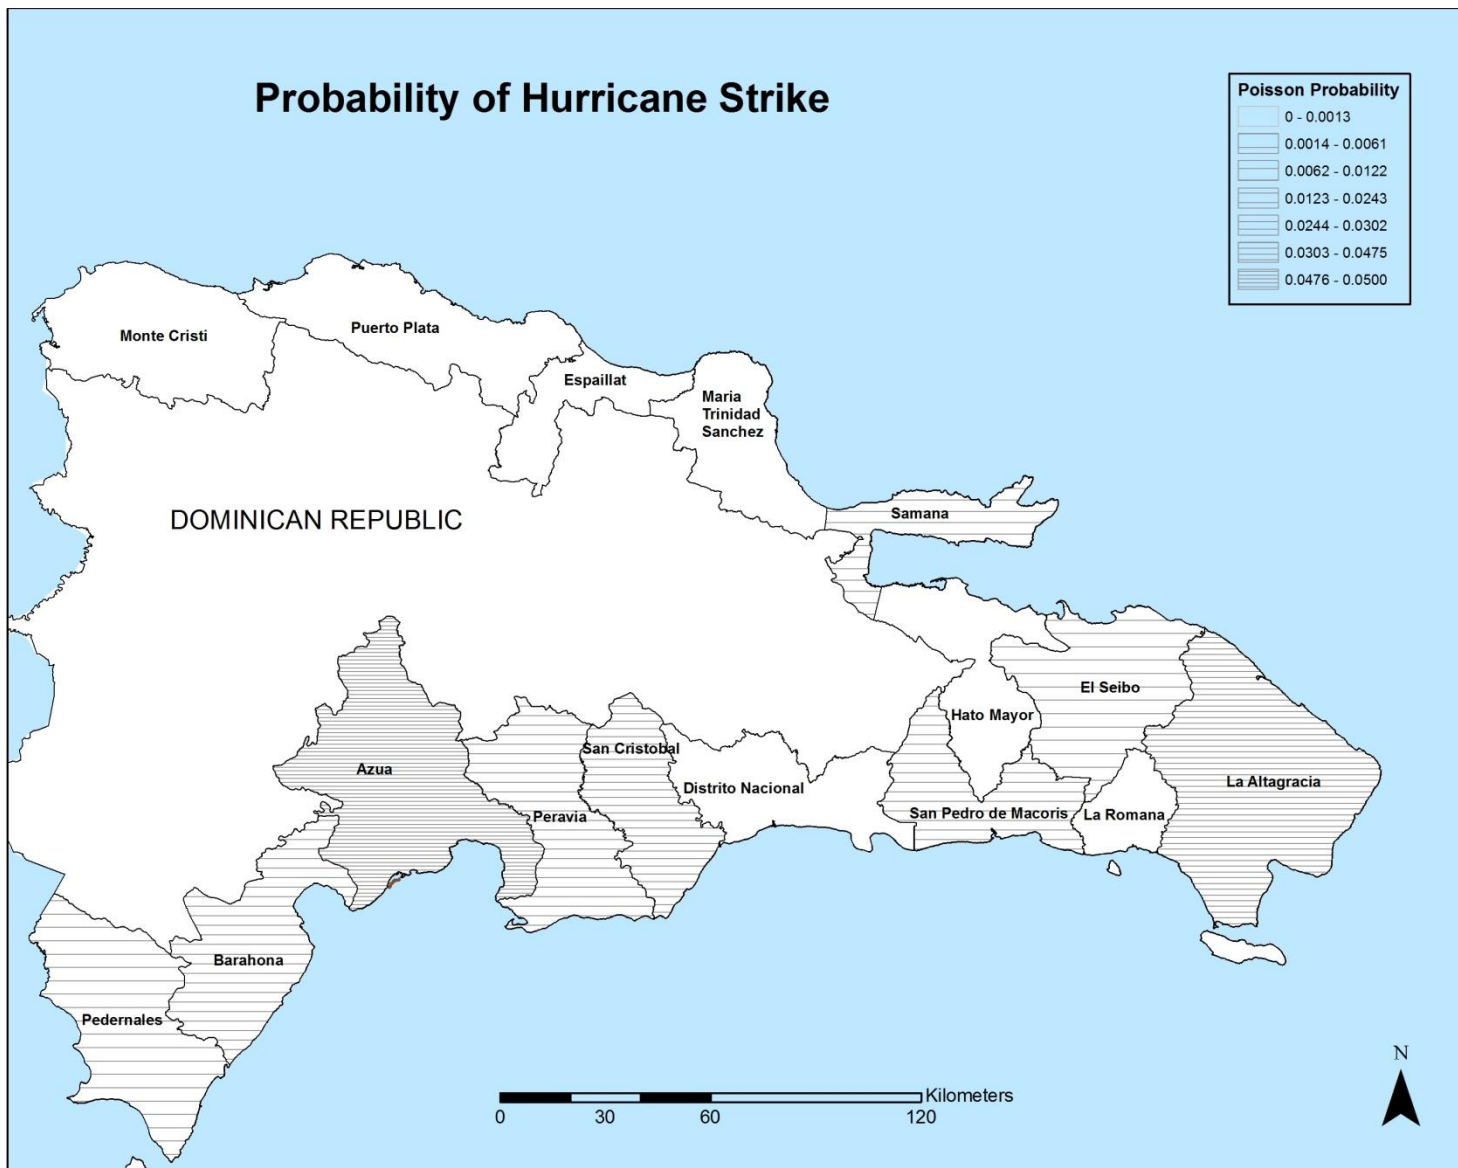 Probability of Hurricane Strike
Poisson Probability
0 - 0.0013
0.0014 - 0.0061
0.0062 - 0.0122
0.0123 - 0.0243
0.0244 - 0.0302
0.0303 - 0.0475
0.0476 - 0.0500
Monte Cristi
Puerto Plata
Espaillat
Maria
Trinidad
Sanchez
DOMINICAN REPUBLIC
Samana
El Seibo
Hato Mayor
San Cristobal
Azua
Distrito Nacional
La Altagracia
Peravia
San Pedro de Macoris
La Romana
Barahona
Pedernales
N
Kilometers
0 30 60 120